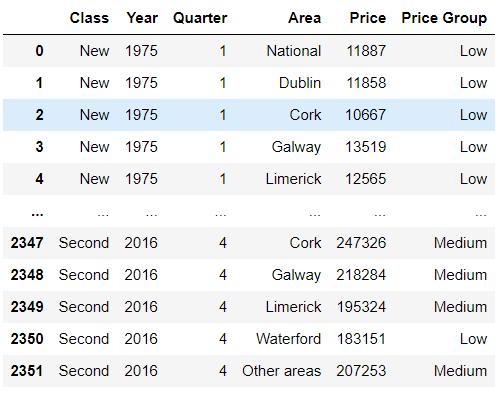 Class Year Quarter Area Price Price Group
0 New 1975 1 National 11887 Low
1 New 1975 1 Dublin 11858 Low
2 New 1975 1 Cork 10667 Low
3 New 1975 1 Galway 13519 Low
4 New 1975 1 Limerick 12565 Low
... ... ... ... ... ... ...
2347 Second 2016 4 Cork 247326 Medium
2348 Second 2016 4 Galway 218284 Medium
2349 Second 2016 4 Limerick 195324 Medium
2350 Second 2016 4 Waterford 183151 Low
2351 Second 2016 4 Other areas 207253 Medium